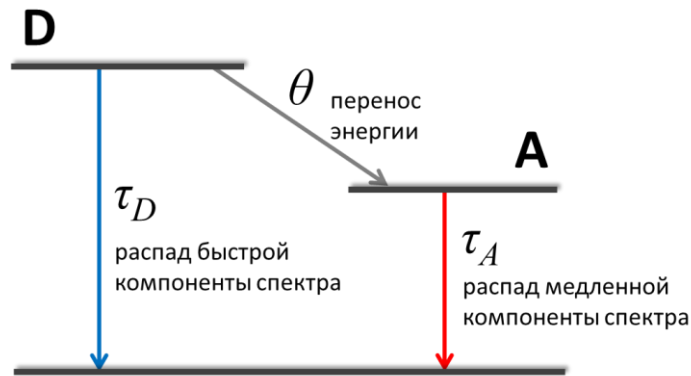 D
θ перенос
энергии
A
τD
распад быстрой
компоненты спектра
τA
распад медленной
компоненты спектра